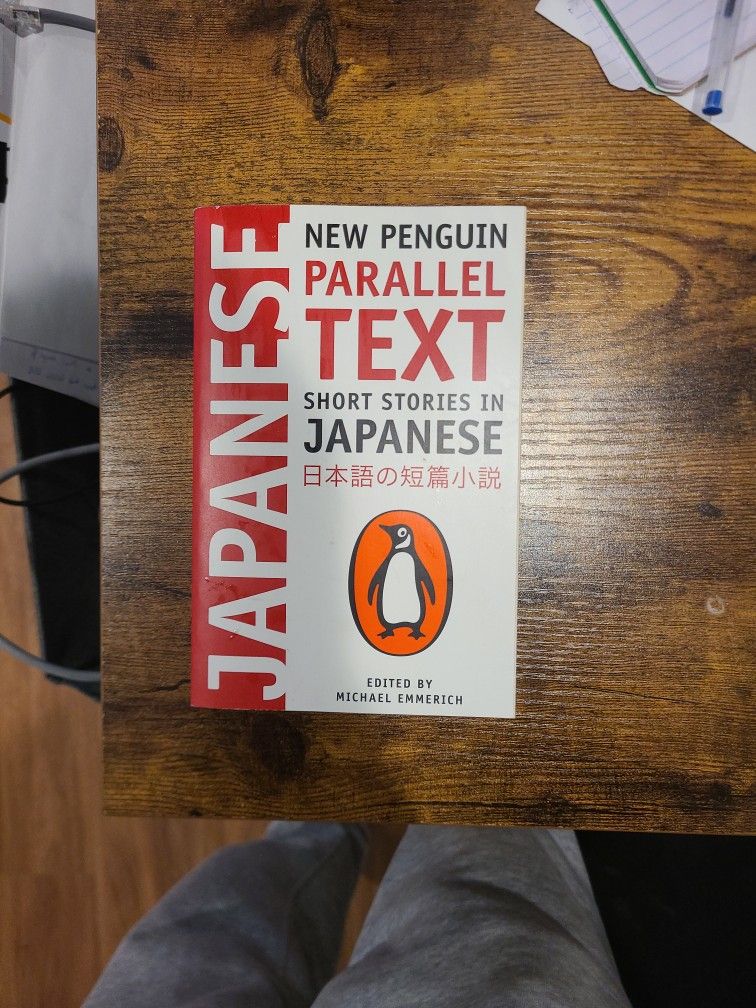 JAPANESE
NEW PENGUIN
PARALLEL
TEXT
SHORT STORIES IN
JAPANESE
日本語の短篇小説
EDITED BY
MICHAEL EMMERICH